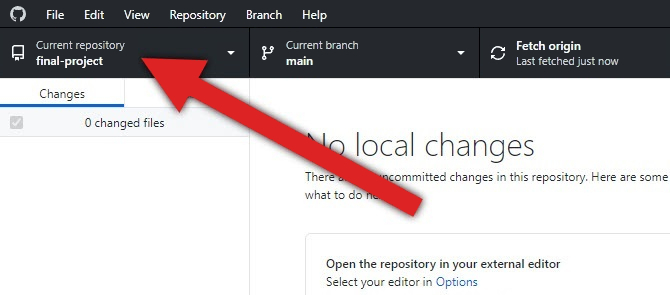 File Edit View Repository Branch Help
Current repository
final-project
Current branch
main
Fetch origin
Last fetched just now
Changes
0 changed files
No local changes
There uncommitted changes in this repository. Here are some
what to do
Open the repository in your external editor
Select your editor in Options